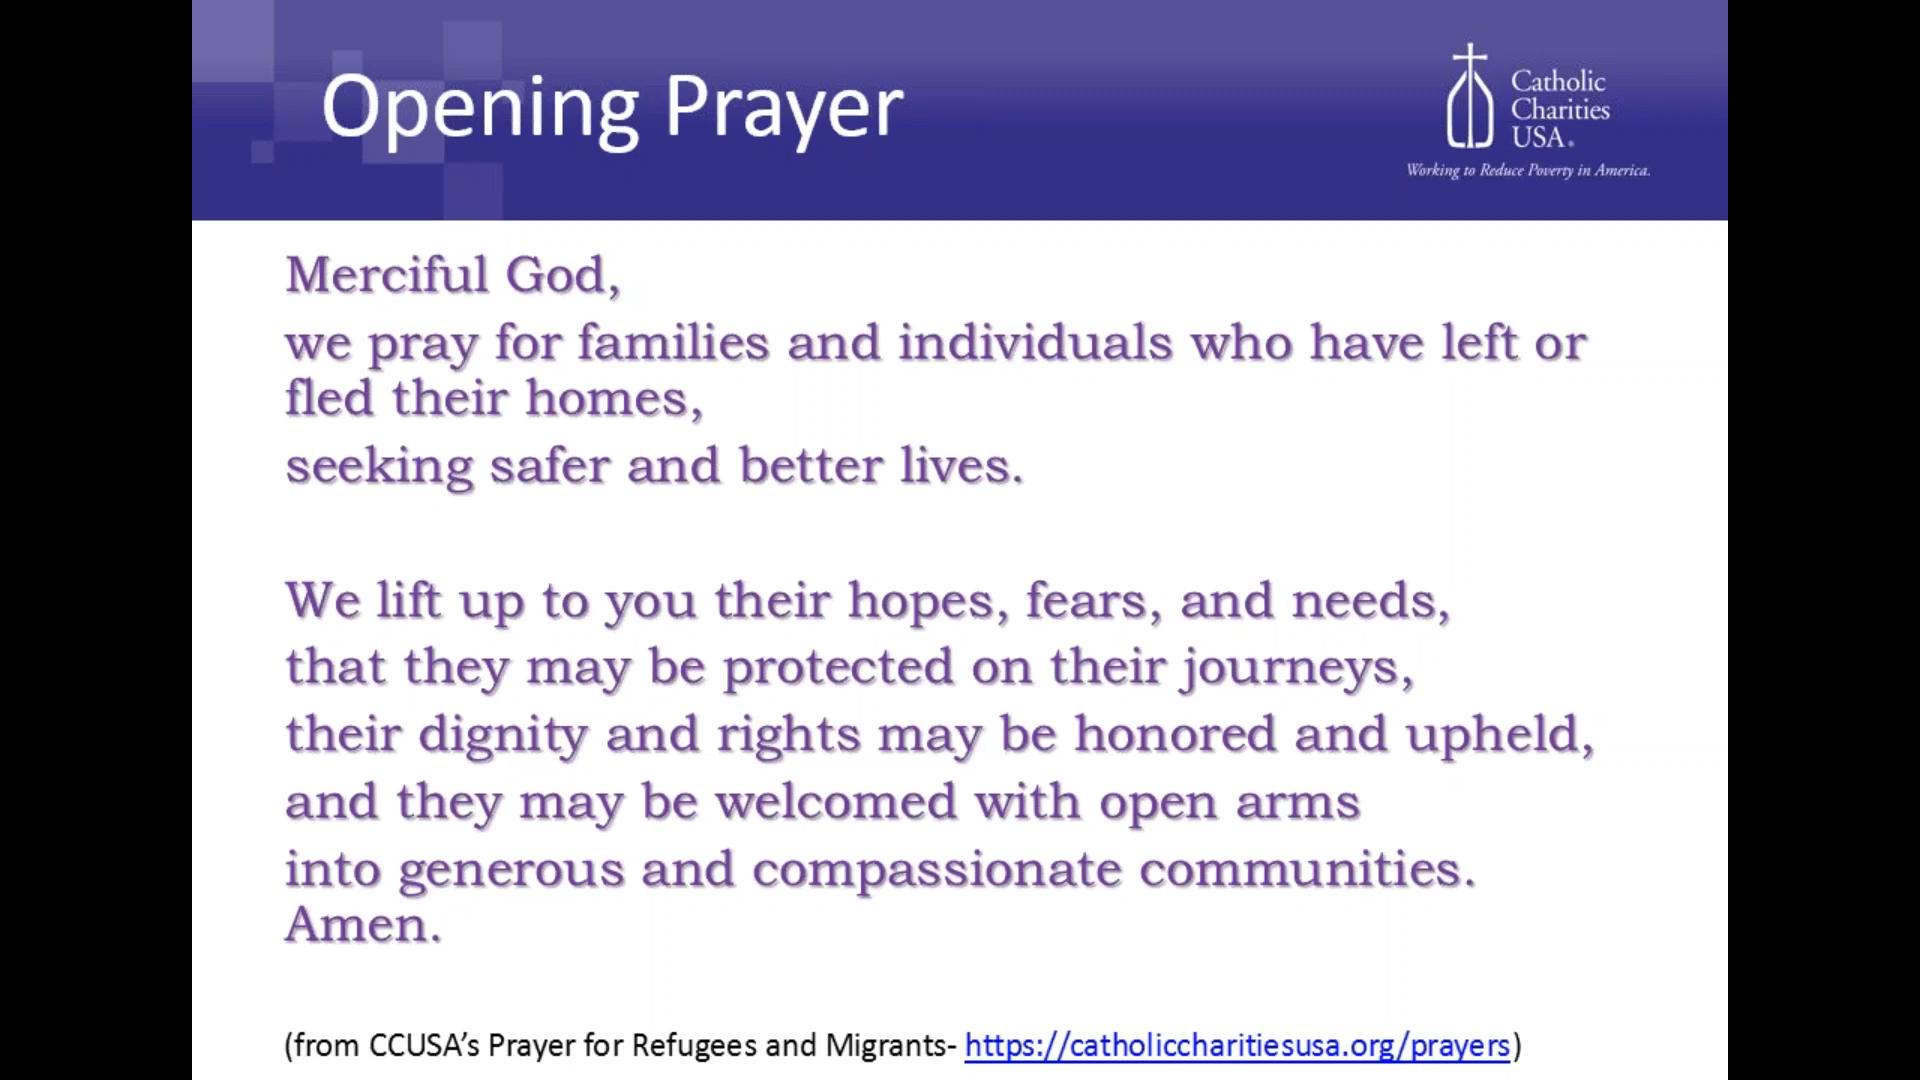 Opening Prayer
Catholic
Charities
USA®
Working to Reduce Poverty in America.
Merciful God,
we pray for families and individuals who have left or
fled their homes,
seeking safer and better lives.
We lift up to you their hopes, fears, and needs,
that they may be protected on their journeys,
their dignity and rights may be honored and upheld,
and they may be welcomed with open arms
into generous and compassionate communities.
Amen.
(from CCUSA’s Prayer for Refugees and Migrants- https://catholiccharitiesusa.org/prayers)